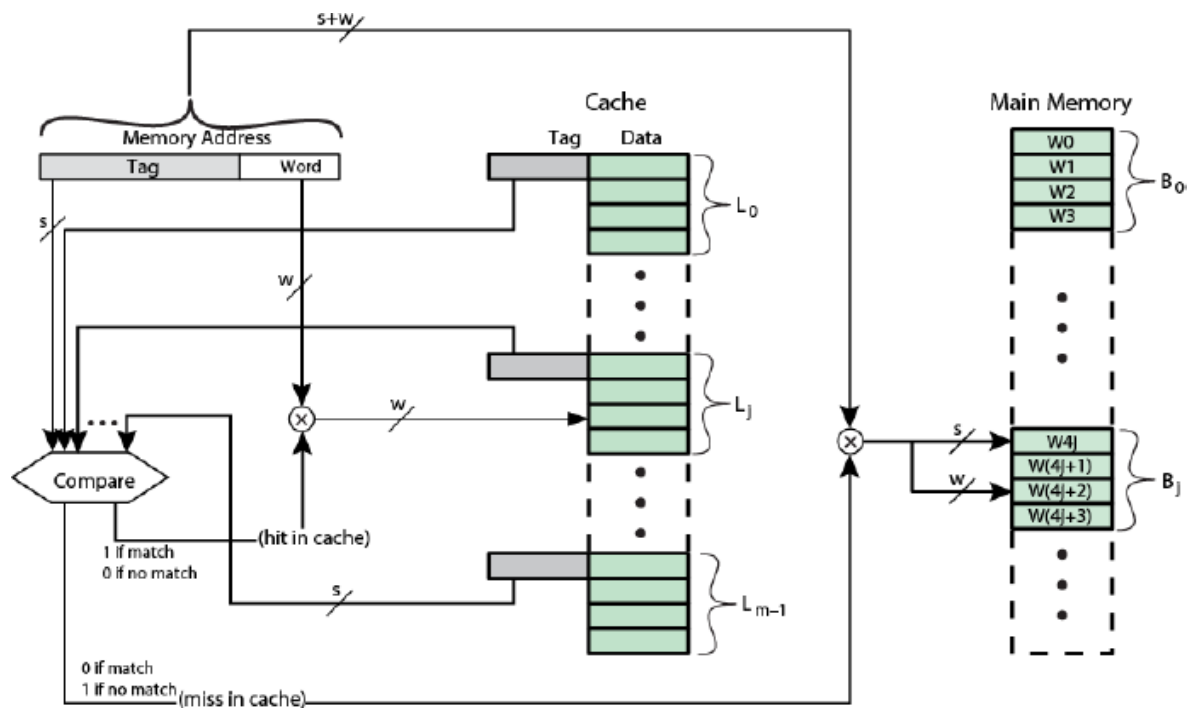 s+w
Cache
Main Memory
Memory Address
Tag Data
Tag Word
W0
W1
W2
W3
B0
L0
s
w
Lj
w
s
W4j
W(4j+1)
w
W(4j+2)
W(4j+3)
Bj
Compare
(hit in cache)
1 if match
0 if no match
s
Lm–1
0 if match
1 if no match
(miss in cache)